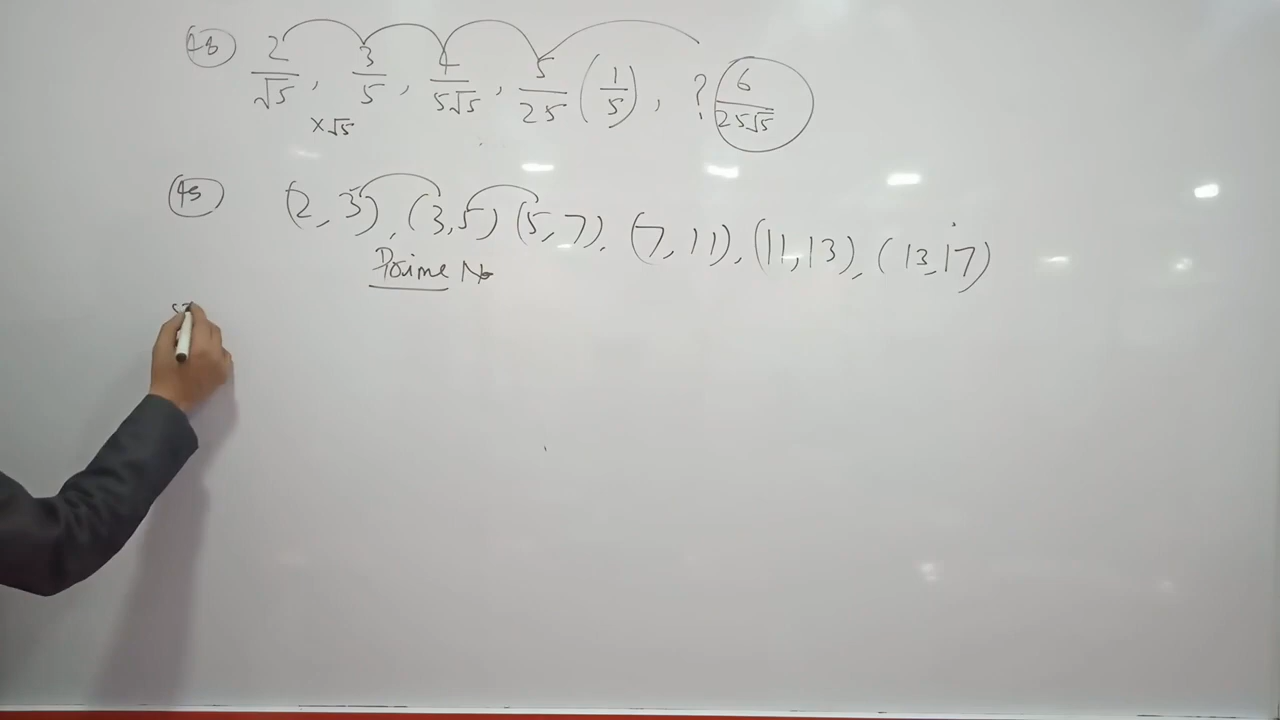 48 2/√5 , 3/5 , 4/5√5 , 5/25 (1/5) , ? 6/25√5
×√5
(2, 3), (3,5) (5,7), (7,11), (11,13), (13,17)
Prime No